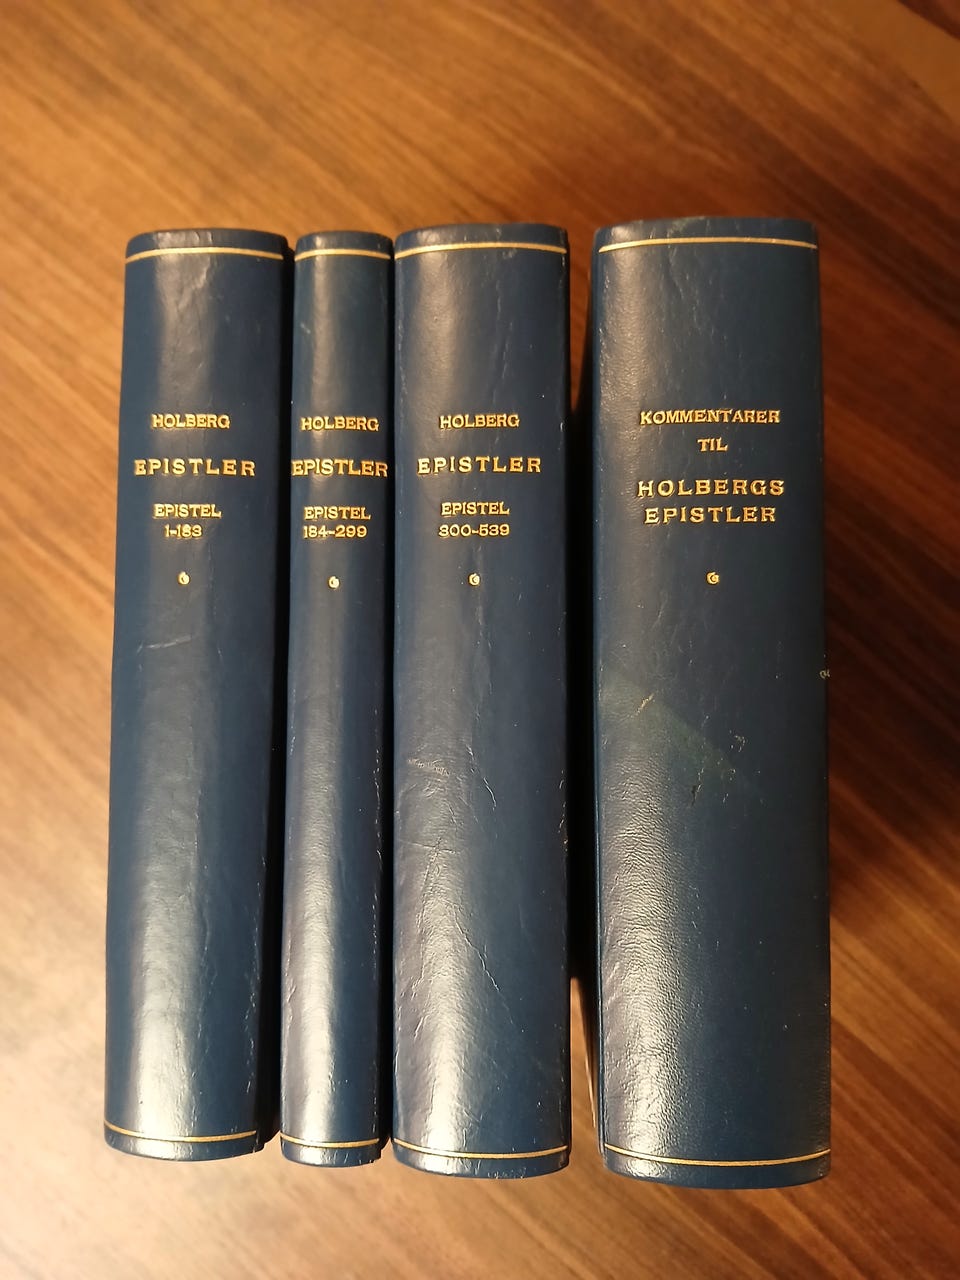 HOLBERG
EPISTLER
EPISTEL
1-183
G
HOLBERG
EPISTLER
EPISTEL
184-299
G
HOLBERG
EPISTLER
EPISTEL
300-539
G
KOMMENTARER
TIL
HOLBERGS
EPISTLER
G